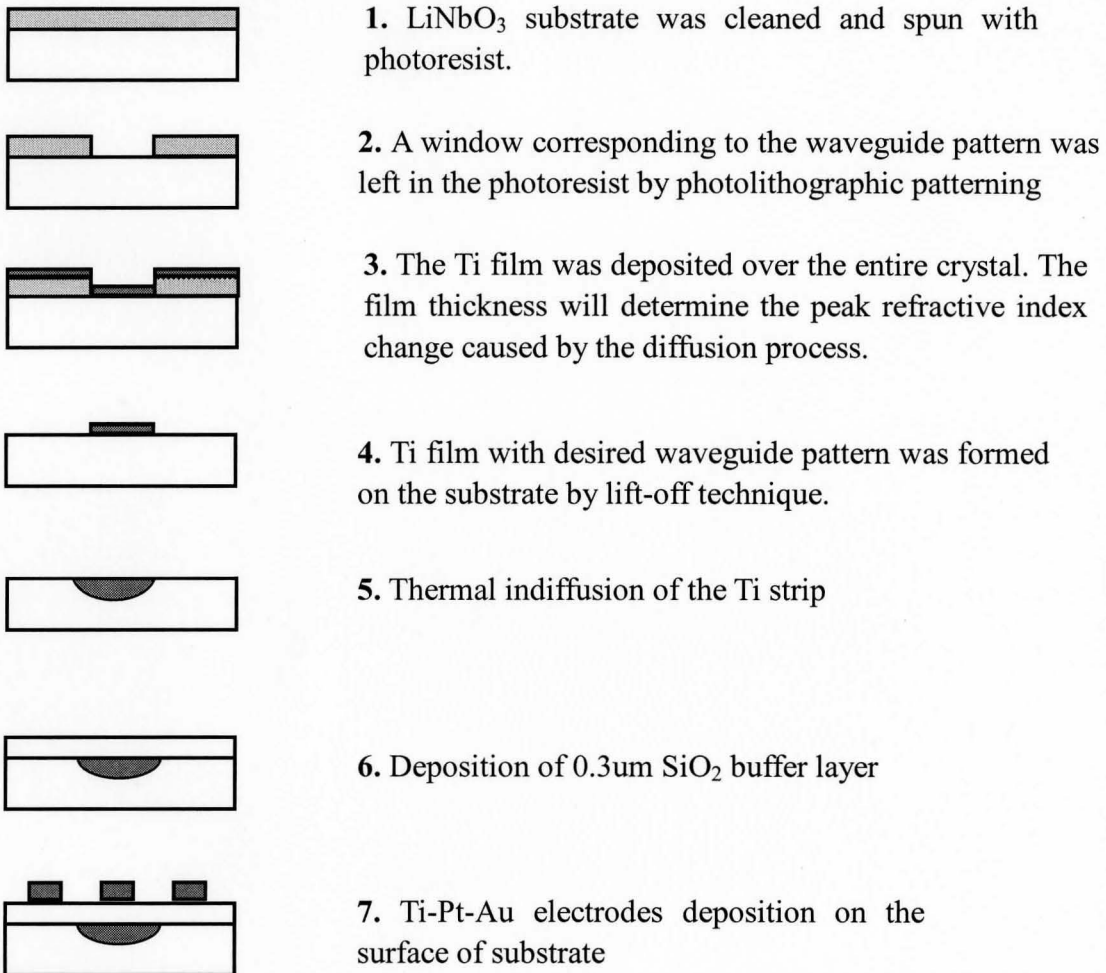 1. LiNbO₃ substrate was cleaned and spun with
photoresist.
2. A window corresponding to the waveguide pattern was
left in the photoresist by photolithographic patterning
3. The Ti film was deposited over the entire crystal. The
film thickness will determine the peak refractive index
change caused by the diffusion process.
4. Ti film with desired waveguide pattern was formed
on the substrate by lift-off technique.
5. Thermal indiffusion of the Ti strip
6. Deposition of 0.3um SiO₂ buffer layer
7. Ti-Pt-Au electrodes deposition on the
surface of substrate